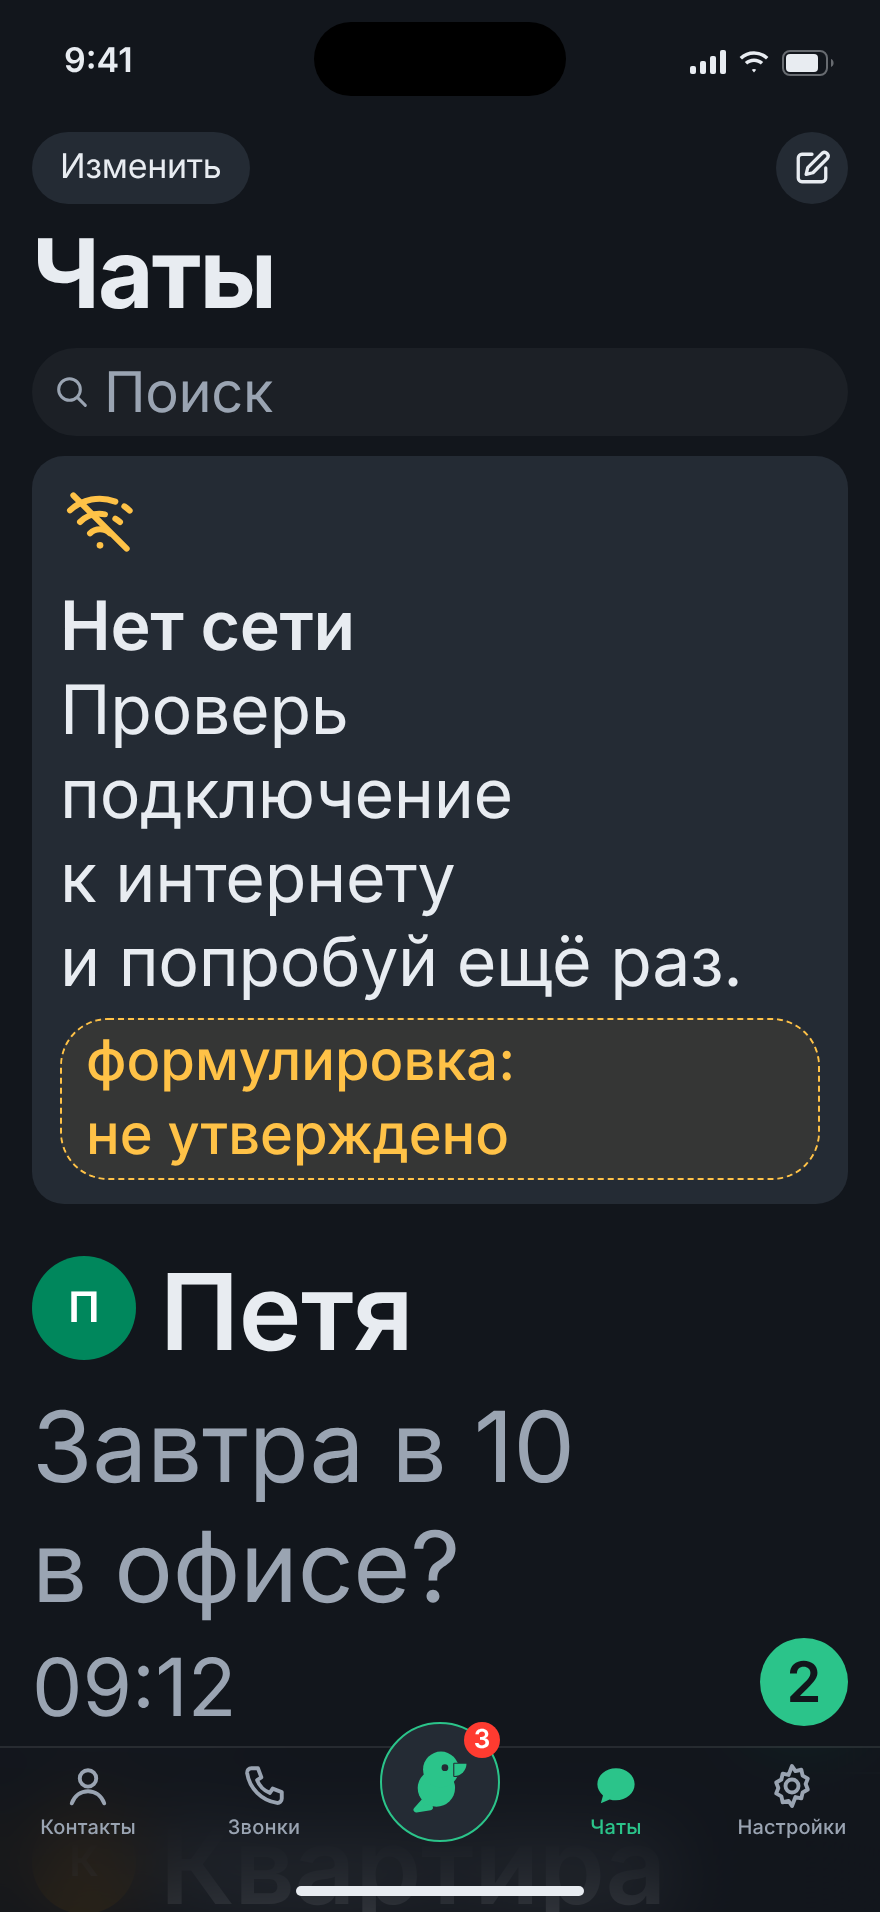 9:41
Изменить
Чаты
Поиск
Нет сети
Проверь
подключение
к интернету
и попробуй ещё раз.
формулировка:
не утверждено
П
Петя
Завтра в 10
в офисе?
09:12
2
3
Контакты
Звонки
Чаты
Настройки
К
Квартира